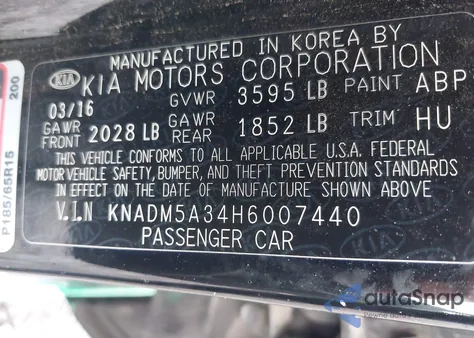 MANUFACTURED IN KOREA BY
KIA KIA MOTORS CORPORATION
03/16 GVWR 3595 LB PAINT ABP
GAWR FRONT 2028 LB GAWR REAR 1852 LB TRIM HU
THIS VEHICLE CONFORMS TO ALL APPLICABLE U.S.A. FEDERAL
MOTOR VEHICLE SAFETY, BUMPER, AND THEFT PREVENTION STANDARDS
IN EFFECT ON THE DATE OF MANUFACTURE SHOWN ABOVE
V.I.N KNADM5A34H6007440
PASSENGER CAR
P185/65R15
200
autoSnap